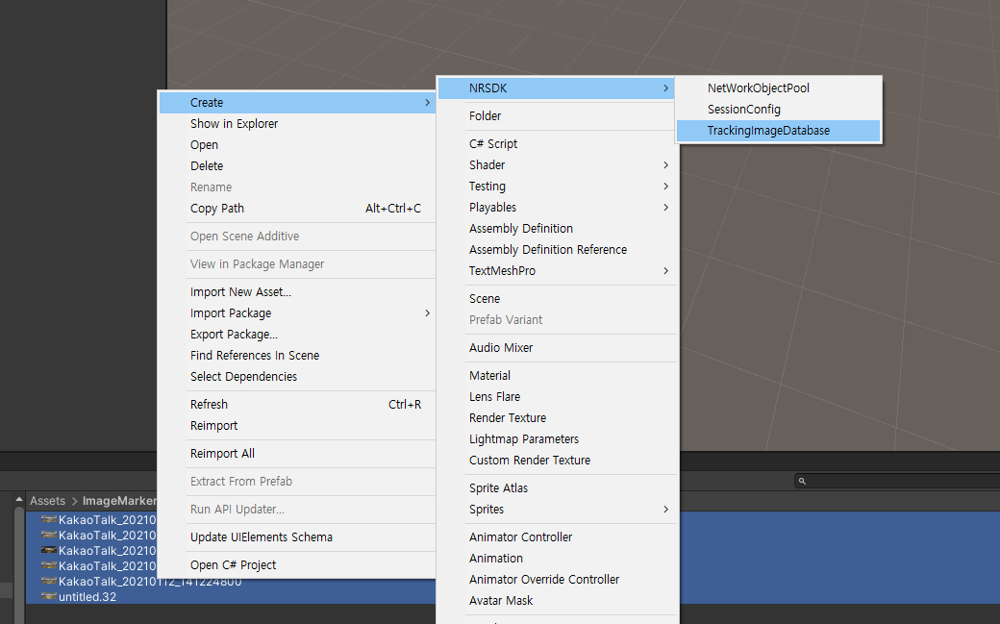 Create
Show in Explorer
Open
Delete
Rename
Copy Path Alt+Ctrl+C
Open Scene Additive
View in Package Manager
Import New Asset...
Import Package
Export Package...
Find References In Scene
Select Dependencies
Refresh Ctrl+R
Reimport
Reimport All
Extract From Prefab
Run API Updater...
Update UIElements Schema
Open C# Project
NRSDK
Folder
C# Script
Shader
Testing
Playables
Assembly Definition
Assembly Definition Reference
TextMeshPro
Scene
Prefab Variant
Audio Mixer
Material
Lens Flare
Render Texture
Lightmap Parameters
Custom Render Texture
Sprite Atlas
Sprites
Animator Controller
Animation
Animator Override Controller
Avatar Mask
NetWorkObjectPool
SessionConfig
TrackingImageDatabase
Assets > ImageMarker
KakaoTalk_20210
KakaoTalk_20210
KakaoTalk_20210
KakaoTalk_20210
KakaoTalk_20210112_141224800
untitled.32